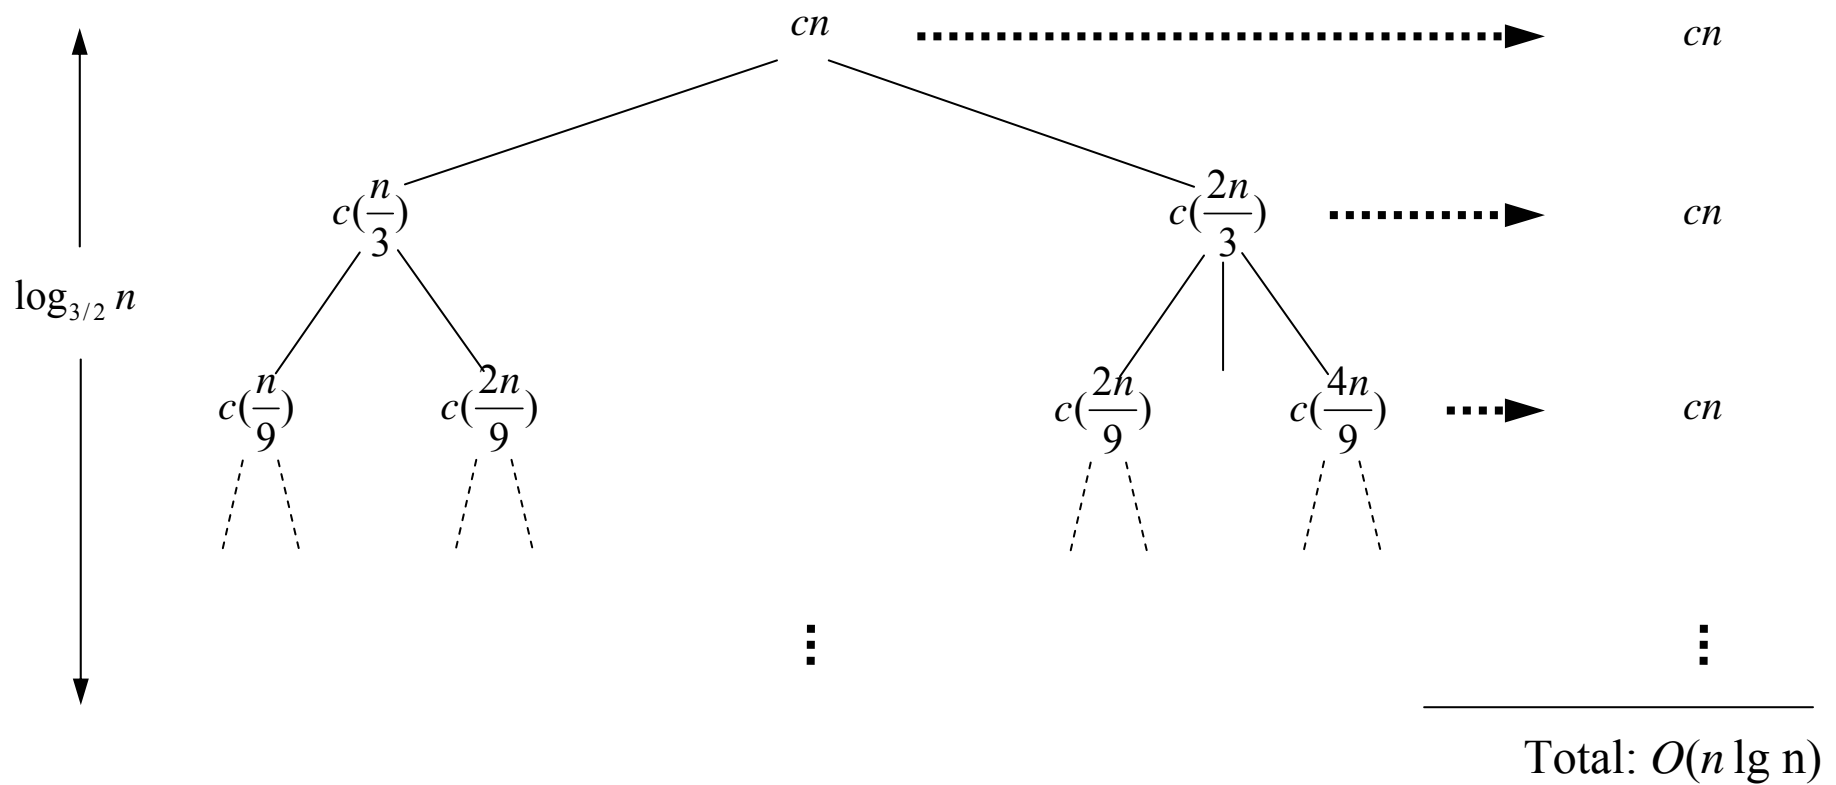 cn cn
c(n/3) c(2n/3) cn
log_{3/2} n
c(n/9) c(2n/9) c(2n/9) c(4n/9) cn
Total: O(n lg n)